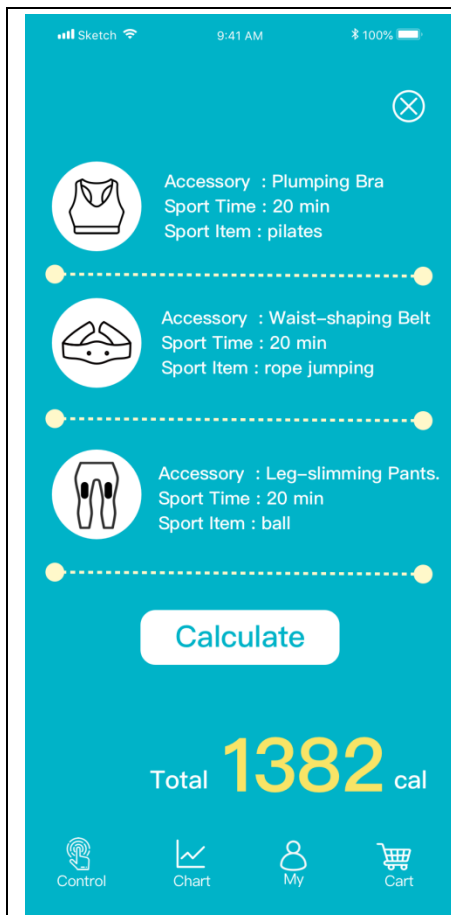 Sketch 9:41 AM 100%
Accessory : Plumping Bra
Sport Time : 20 min
Sport Item : pilates
Accessory : Waist-shaping Belt
Sport Time : 20 min
Sport Item : rope jumping
Accessory : Leg-slimming Pants.
Sport Time : 20 min
Sport Item : ball
Calculate
Total 1382 cal
Control Chart My Cart